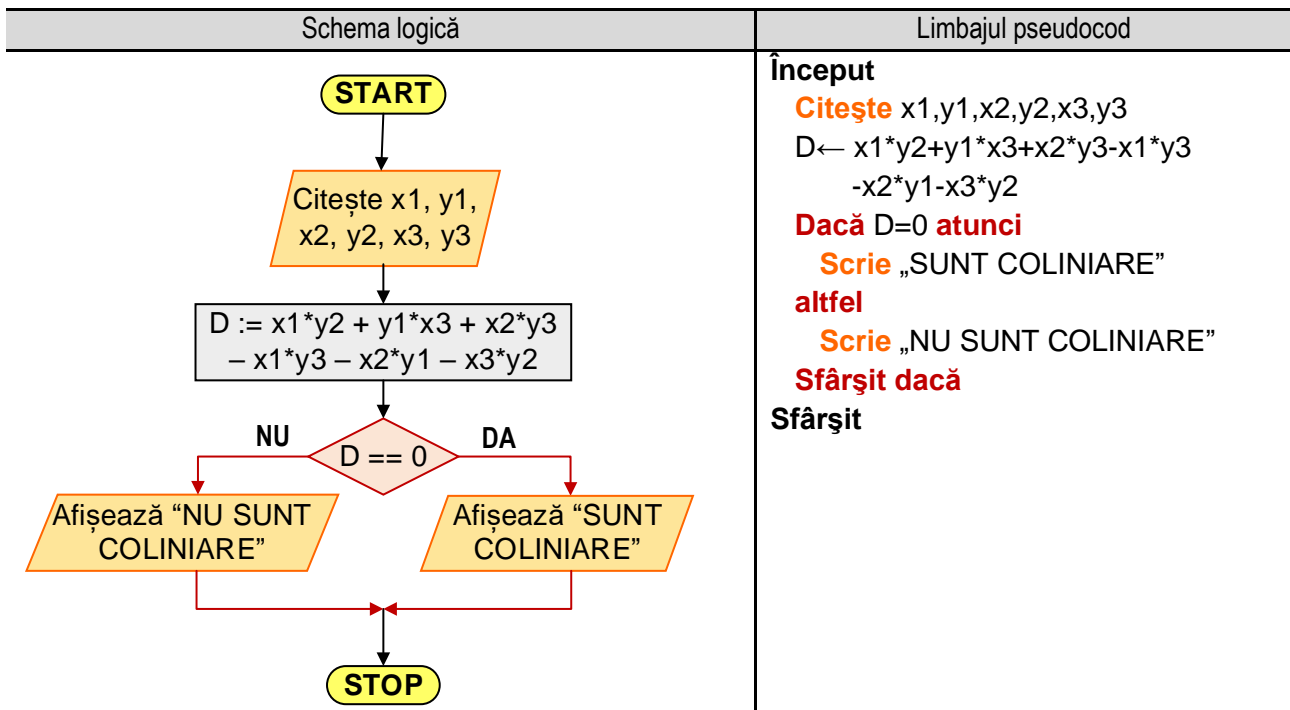 Schema logică
Limbajul pseudocod
START
Citește x1, y1,
x2, y2, x3, y3
D := x1*y2 + y1*x3 + x2*y3
– x1*y3 – x2*y1 – x3*y2
NU
D == 0
DA
Afișează “NU SUNT
COLINIARE”
Afișează “SUNT
COLINIARE”
STOP
Început
Citeşte x1,y1,x2,y2,x3,y3
D← x1*y2+y1*x3+x2*y3-x1*y3
-x2*y1-x3*y2
Dacă D=0 atunci
Scrie „SUNT COLINIARE”
altfel
Scrie „NU SUNT COLINIARE”
Sfârşit dacă
Sfârşit